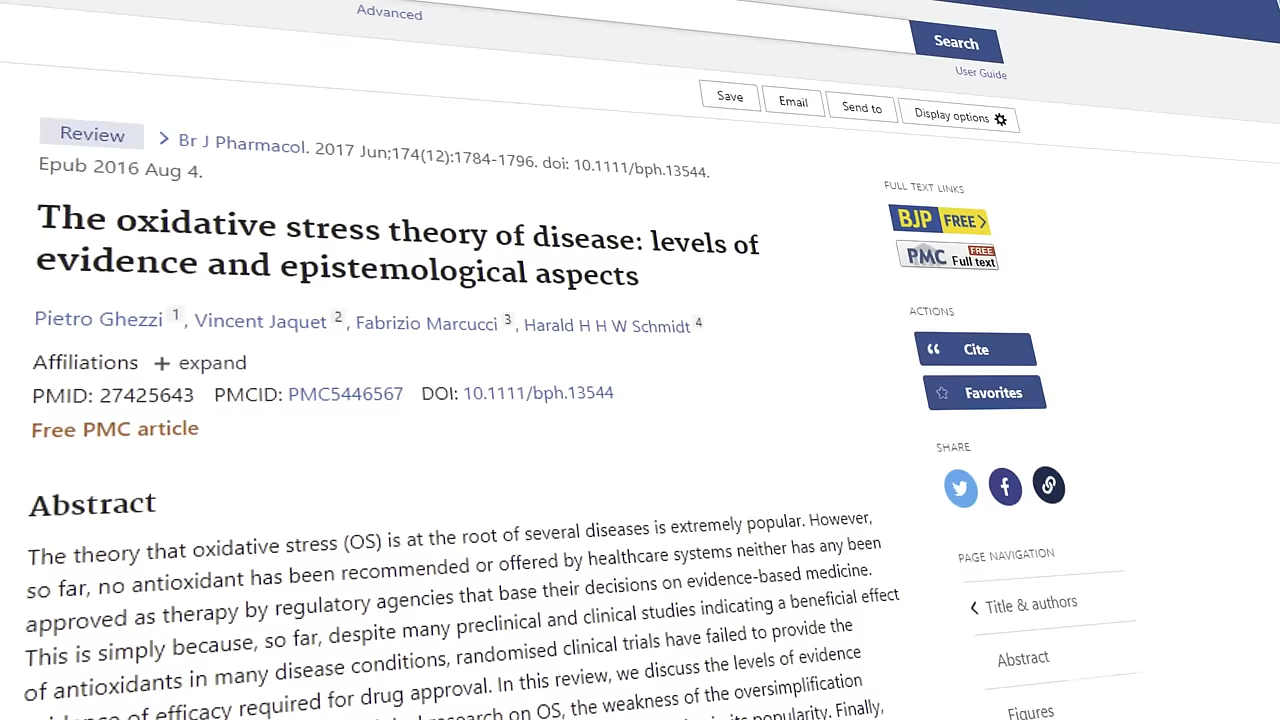 Advanced
Search
User Guide
Save
Email
Send to
Display options
Review
Br J Pharmacol. 2017 Jun;174(12):1784-1796. doi: 10.1111/bph.13544.
Epub 2016 Aug 4.
The oxidative stress theory of disease: levels of
evidence and epistemological aspects
Pietro Ghezzi 1, Vincent Jaquet 2, Fabrizio Marcucci 3, Harald H H W Schmidt 4
Affiliations + expand
PMID: 27425643 PMCID: PMC5446567 DOI: 10.1111/bph.13544
Free PMC article
Abstract
The theory that oxidative stress (OS) is at the root of several diseases is extremely popular. However,
so far, no antioxidant has been recommended or offered by healthcare systems neither has any been
approved as therapy by regulatory agencies that base their decisions on evidence-based medicine.
This is simply because, so far, despite many preclinical and clinical studies indicating a beneficial effect
of antioxidants in many disease conditions, randomised clinical trials have failed to provide the
of efficacy required for drug approval. In this review, we discuss the levels of evidence
research on OS, the weakness of the oversimplification
its popularity. Finally,
FULL TEXT LINKS
BJP FREE
PMC FREE Full text
ACTIONS
Cite
Favorites
SHARE
PAGE NAVIGATION
Title & authors
Abstract
Figures